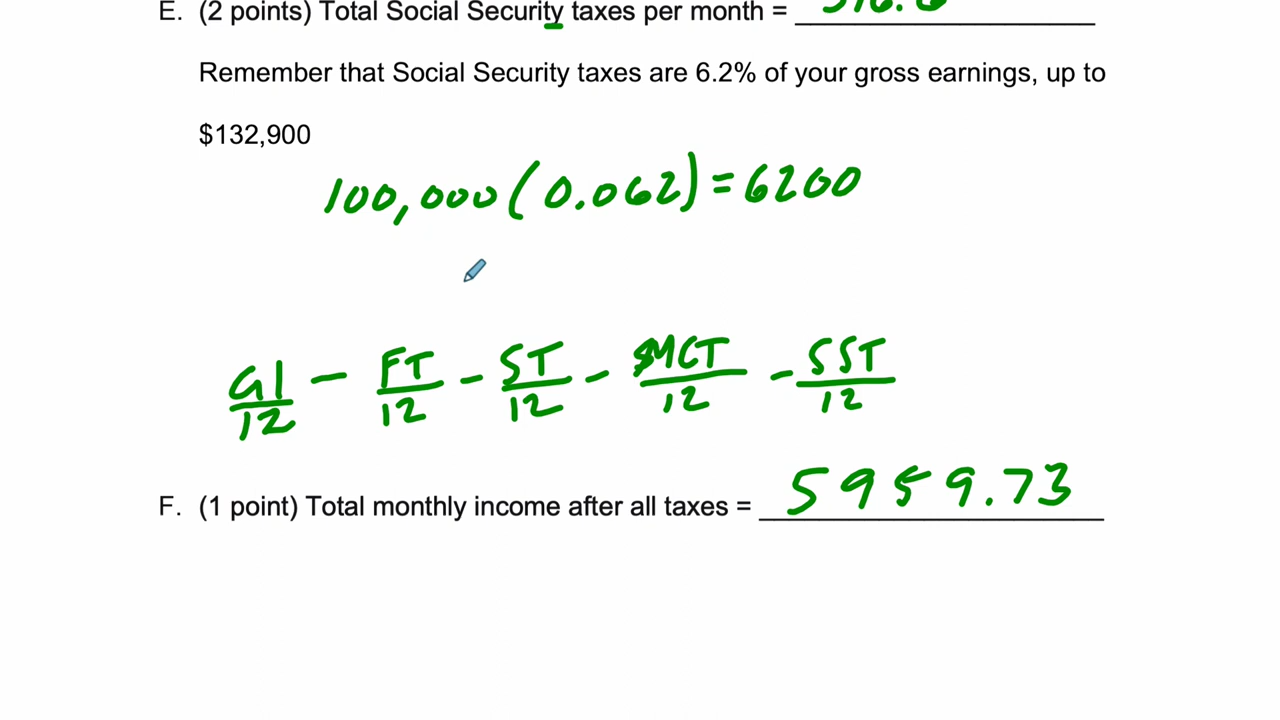 E. (2 points) Total Social Security taxes per month =
Remember that Social Security taxes are 6.2% of your gross earnings, up to
$132,900
100,000 (0.062) = 6200
GI/12 - FT/12 - ST/12 - MCT/12 - SST/12
F. (1 point) Total monthly income after all taxes = 5959.73